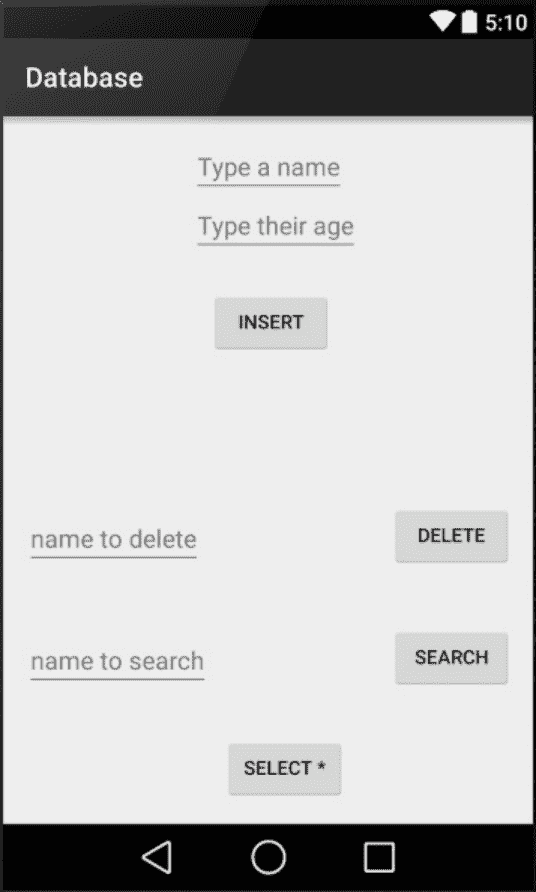 5:10
Database
Type a name
Type their age
INSERT
name to delete
DELETE
name to search
SEARCH
SELECT *